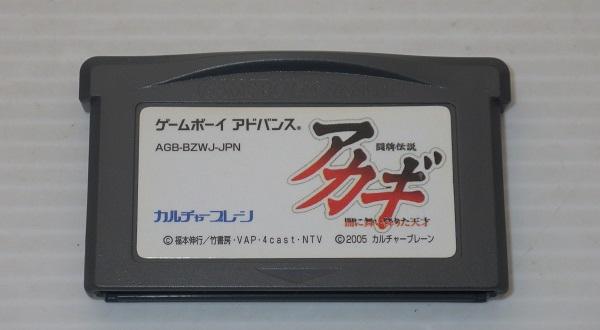 ゲームボーイ アドバンス®
AGB-BZWJ-JPN
闘牌伝説
アカギ
闇に舞い降りた天才
カルチャーブレーン
©福本伸行/竹書房・VAP・4cast・NTV ©2005 カルチャーブレーン